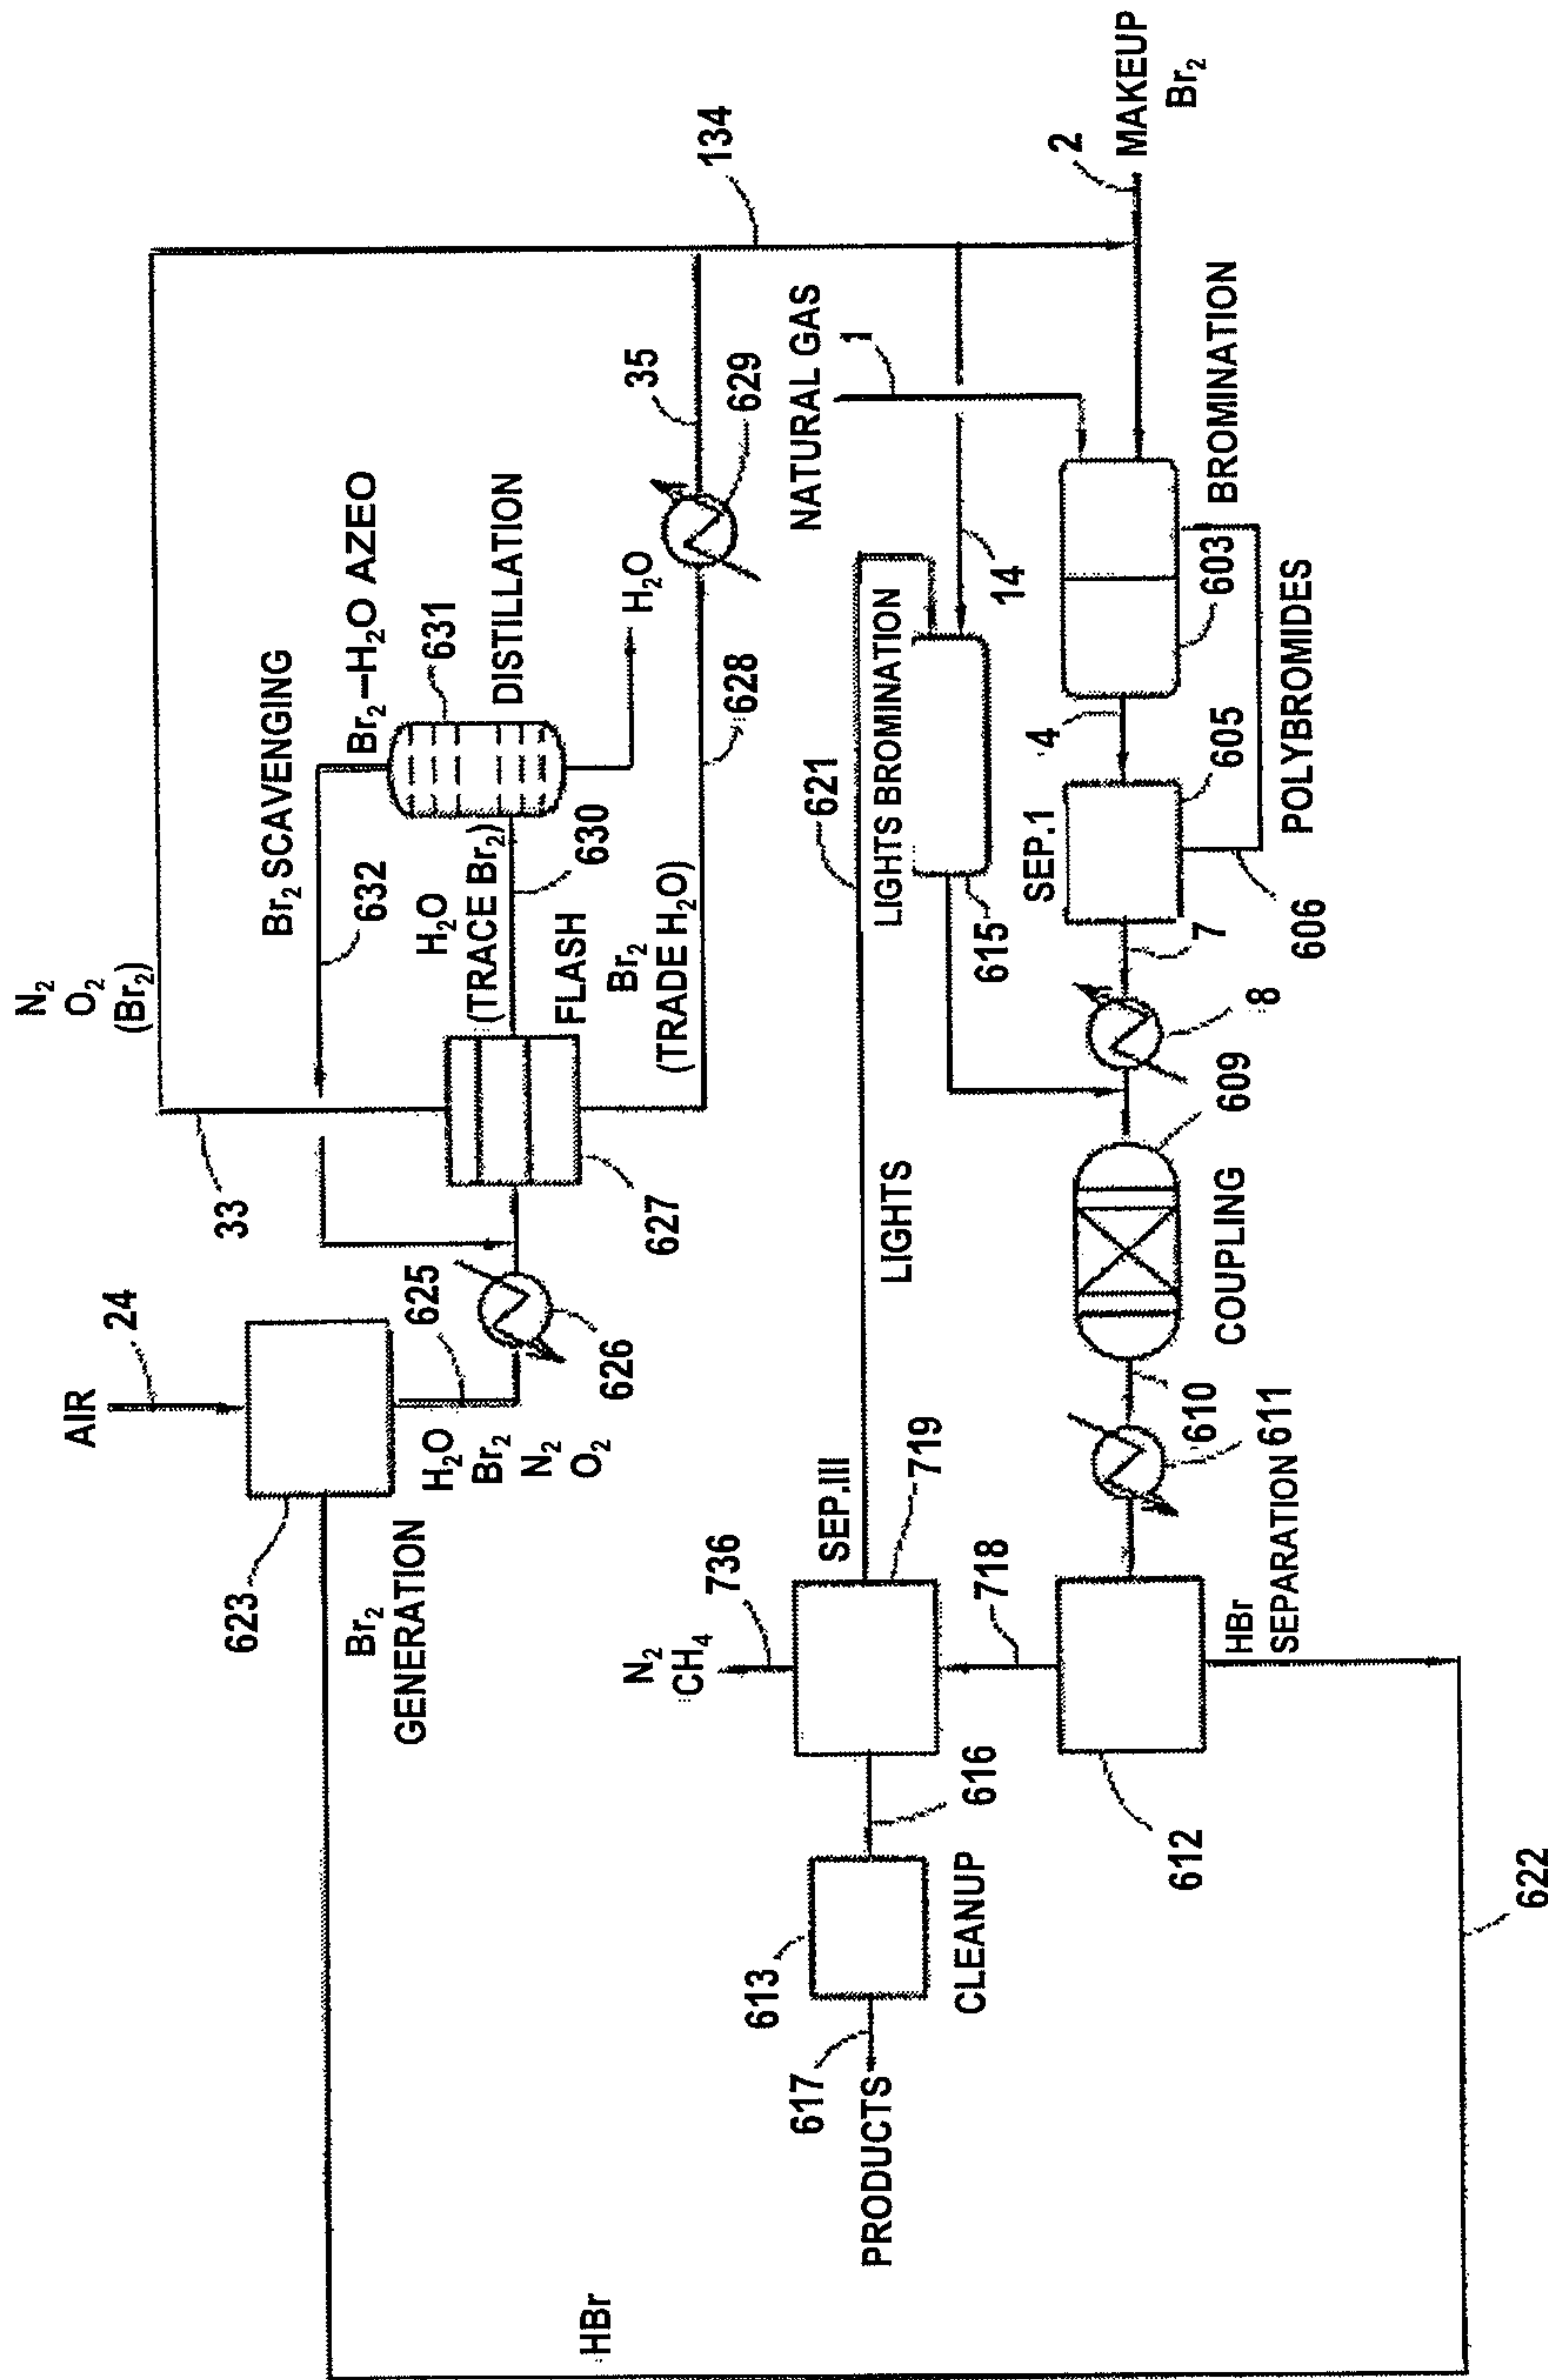 AIR
24
623
Br₂
GENERATION
H₂O
Br₂
N₂
O₂
625
626
33
N₂
O₂
(Br₂)
632
Br₂ SCAVENGING
Br₂–H₂O AZEO
631
DISTILLATION
H₂O
(TRACE Br₂)
630
FLASH
627
Br₂
(TRADE H₂O)
628
H₂O
629
35
134
HBr
N₂
CH₄
736
SEP.III
719
718
616
613
CLEANUP
617
PRODUCTS
LIGHTS
621
LIGHTS BROMINATION
615
14
NATURAL GAS
1
2
MAKEUP
Br₂
BROMINATION
603
4
SEP.1
605
POLYBROMIDES
606
7
8
609
COUPLING
610
611
HBr
SEPARATION
612
622